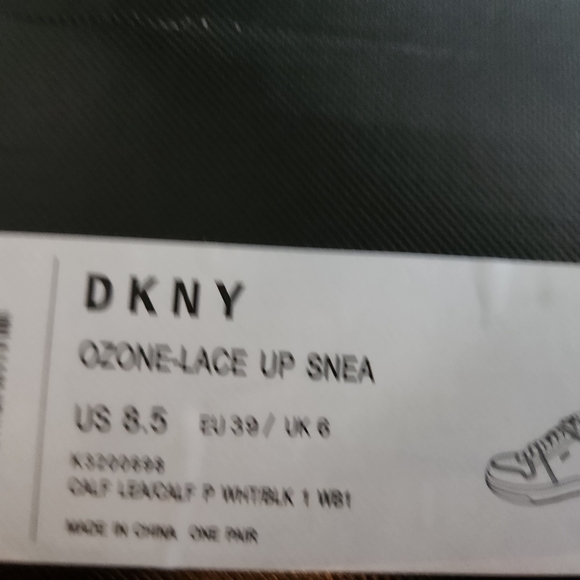 DKNY
OZONE-LACE UP SNEA
US 8.5 EU 39 / UK 6
CALF LEA/CALF P WHT/BLK 1 WB1
MADE IN CHINA ONE PAIR